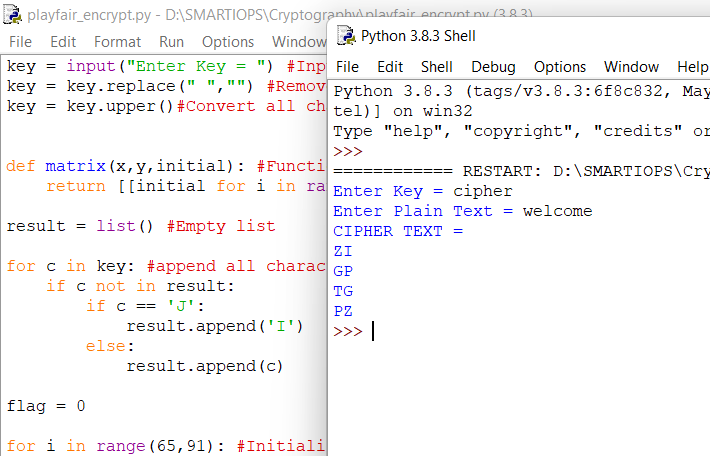 playfair_encrypt.py - D:\SMARTIOPS\Cryptography\playfair_encrypt.py (3.8.3)
File Edit Format Run Options Window
key = input("Enter Key = ") #Inp
key = key.replace(" ","") #Remov
key = key.upper()#Convert all cha
def matrix(x,y,initial): #Functi
return [[initial for i in ra
result = list() #Empty list
for c in key: #append all charac
if c not in result:
if c == 'J':
result.append('I')
else:
result.append(c)
flag = 0
for i in range(65,91): #Initiali
Python 3.8.3 Shell
File Edit Shell Debug Options Window Help
Python 3.8.3 (tags/v3.8.3:6f8c832, May
tel)] on win32
Type "help", "copyright", "credits" or
>>>
============ RESTART: D:\SMARTIOPS\Cry
Enter Key = cipher
Enter Plain Text = welcome
CIPHER TEXT =
ZI
GP
TG
PZ
>>>